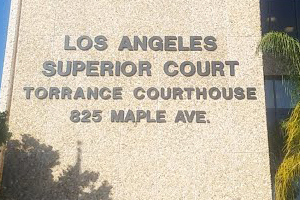 LOS ANGELES
SUPERIOR COURT
TORRANCE COURTHOUSE
825 MAPLE AVE.